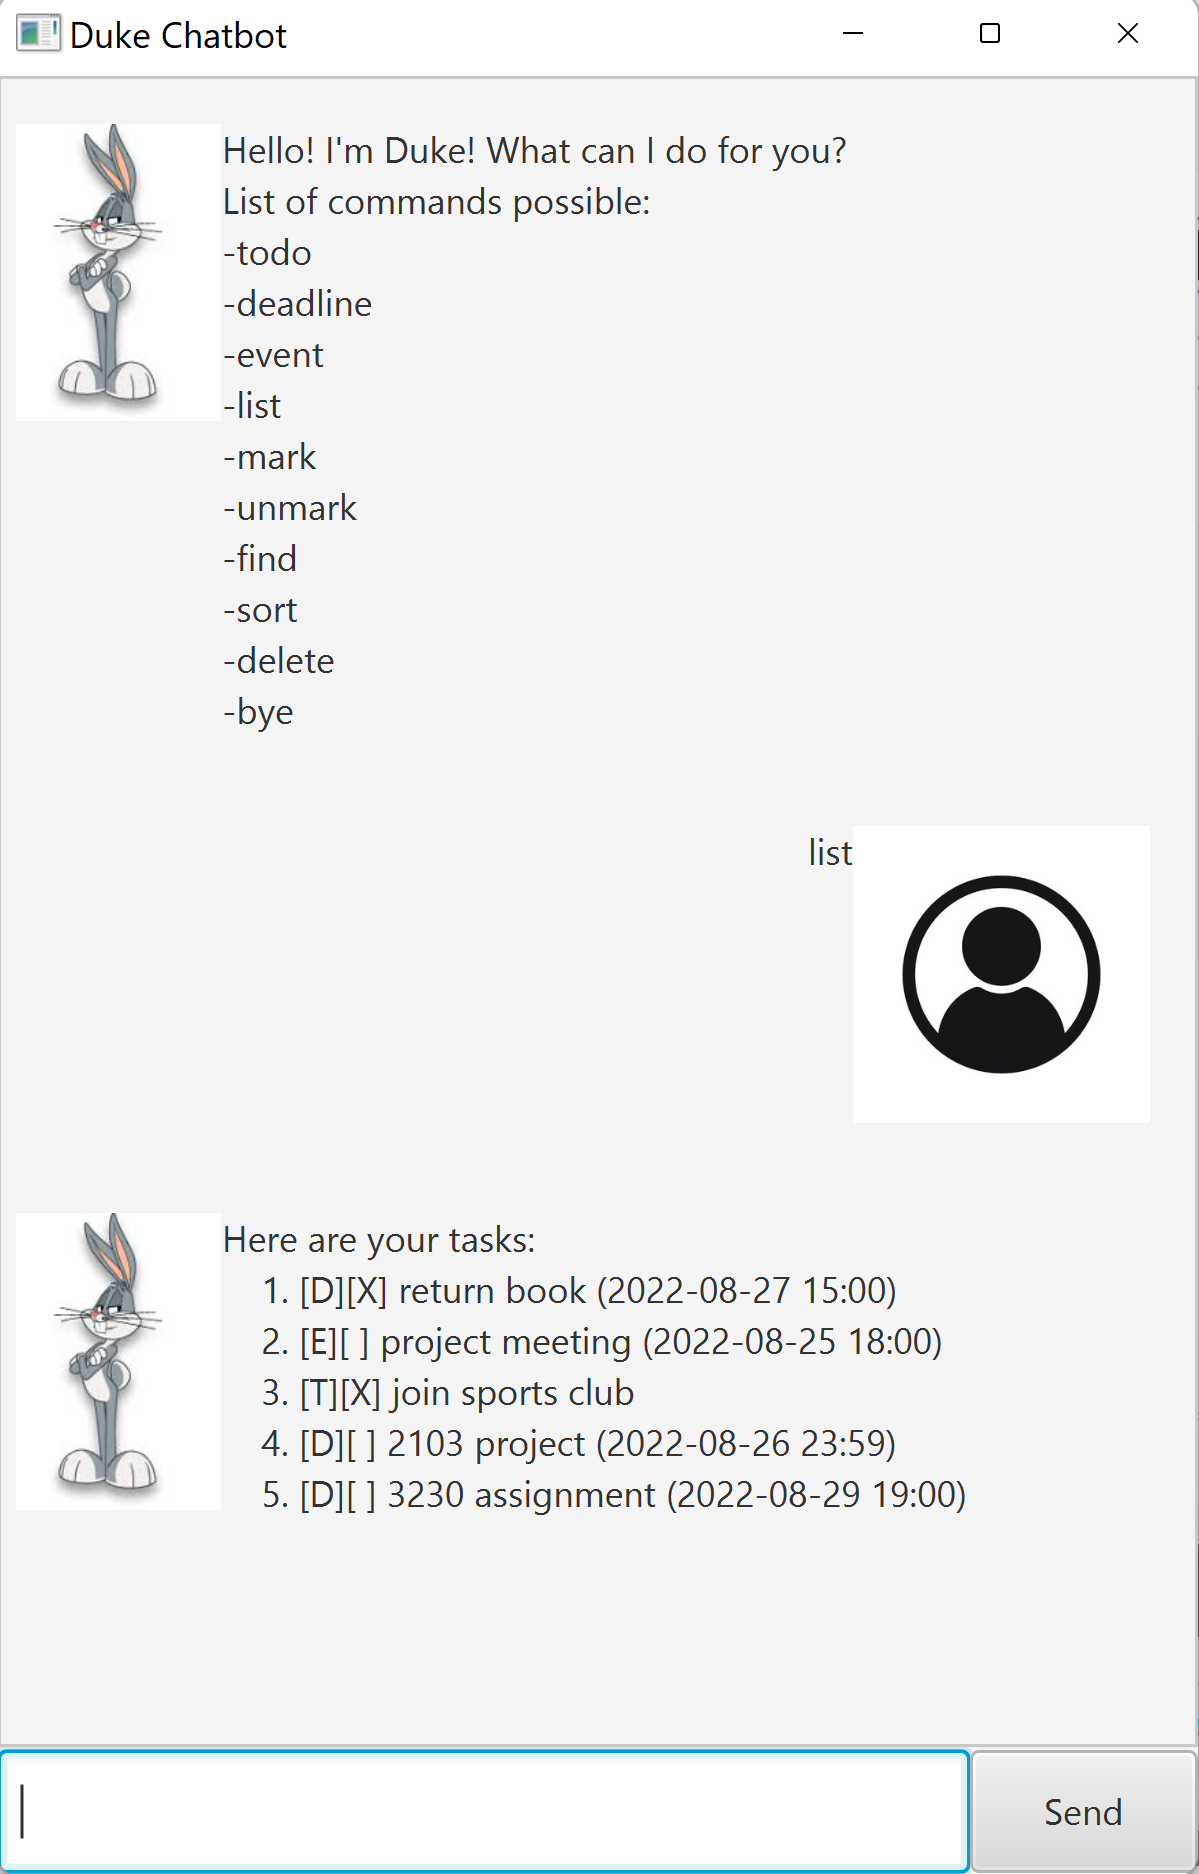 Duke Chatbot
Hello! I'm Duke! What can I do for you?
List of commands possible:
-todo
-deadline
-event
-list
-mark
-unmark
-find
-sort
-delete
-bye
list
Here are your tasks:
1. [D][X] return book (2022-08-27 15:00)
2. [E][ ] project meeting (2022-08-25 18:00)
3. [T][X] join sports club
4. [D][ ] 2103 project (2022-08-26 23:59)
5. [D][ ] 3230 assignment (2022-08-29 19:00)
Send